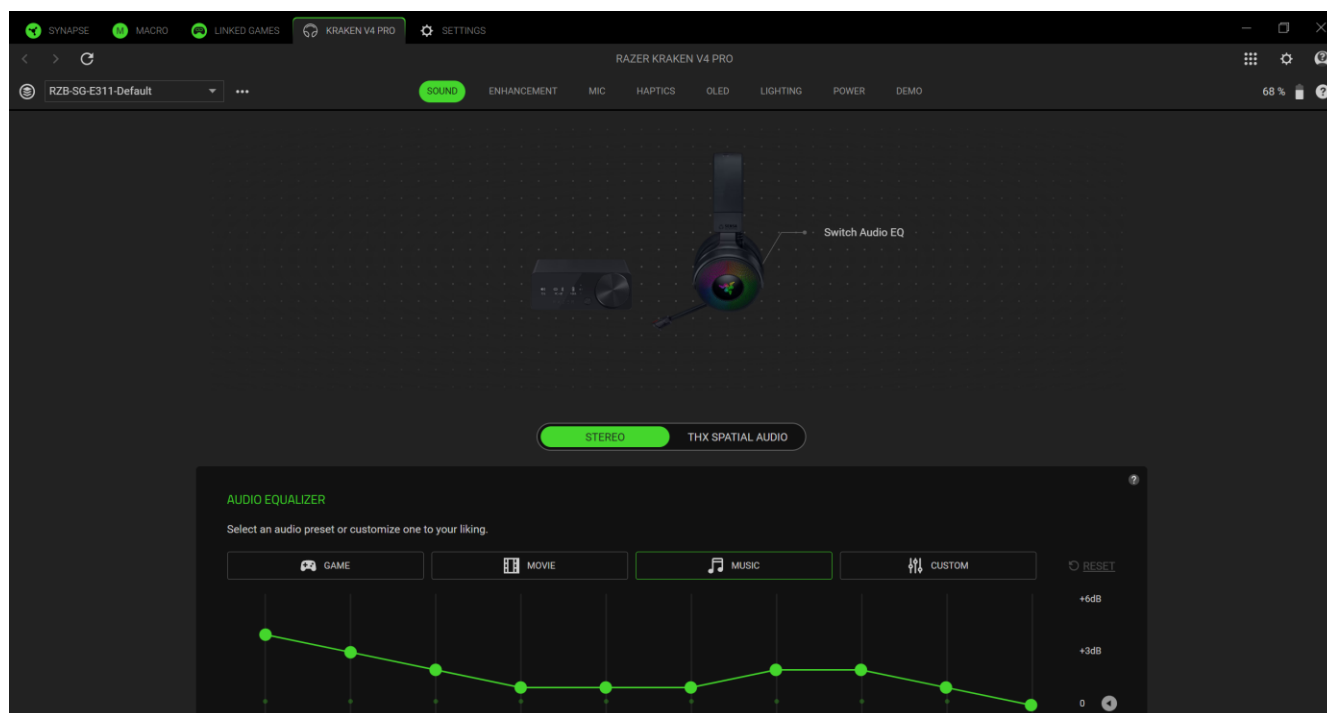 SYNAPSE MACRO LINKED GAMES KRAKEN V4 PRO SETTINGS
RAZER KRAKEN V4 PRO
RZB-SG-E311-Default SOUND ENHANCEMENT MIC HAPTICS OLED LIGHTING POWER DEMO 68 %
Switch Audio EQ
STEREO THX SPATIAL AUDIO
AUDIO EQUALIZER
Select an audio preset or customize one to your liking.
GAME MOVIE MUSIC CUSTOM RESET
+6dB
+3dB
0